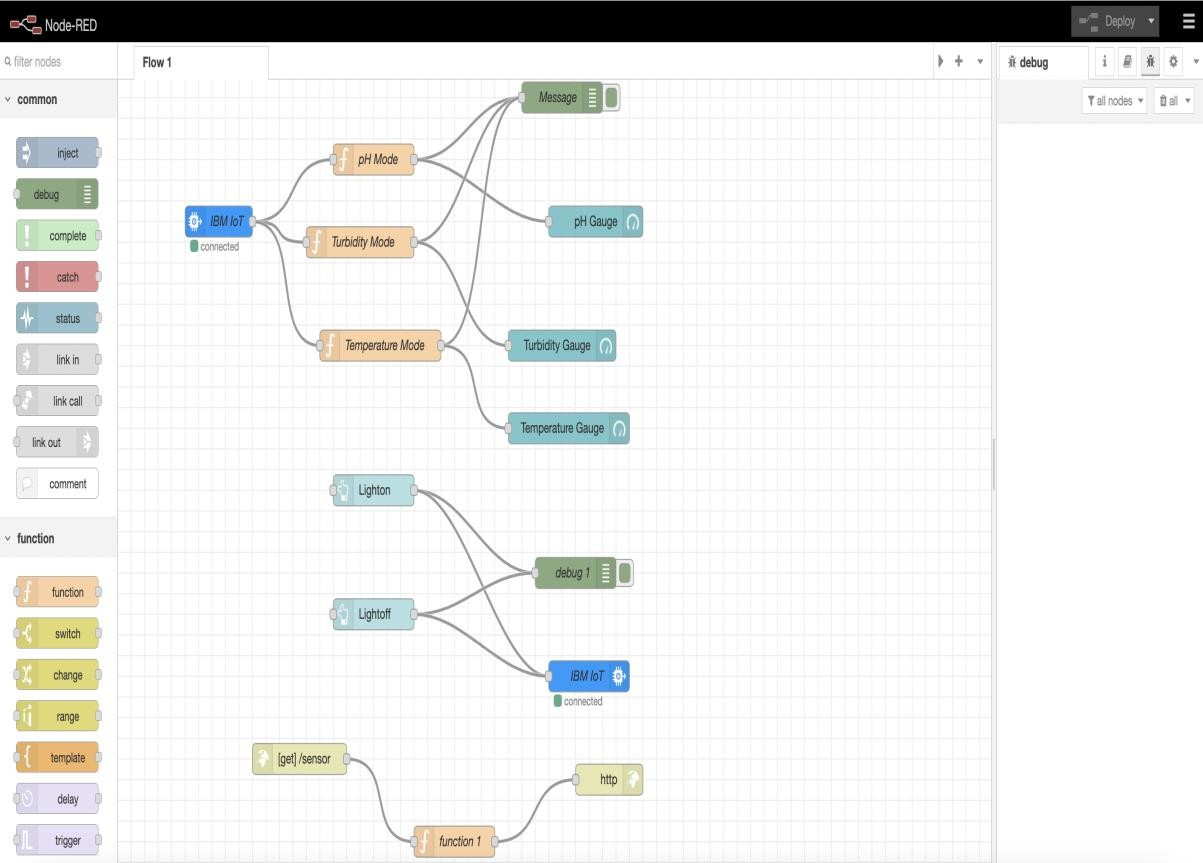 Node-RED
Deploy
filter nodes
Flow 1
debug
i
all nodes
all
common
inject
debug
complete
catch
status
link in
link call
link out
comment
function
function
switch
change
range
template
delay
trigger
Message
pH Mode
IBM IoT
connected
pH Gauge
Turbidity Mode
Temperature Mode
Turbidity Gauge
Temperature Gauge
Lighton
debug 1
Lightoff
IBM IoT
connected
[get] /sensor
http
function 1